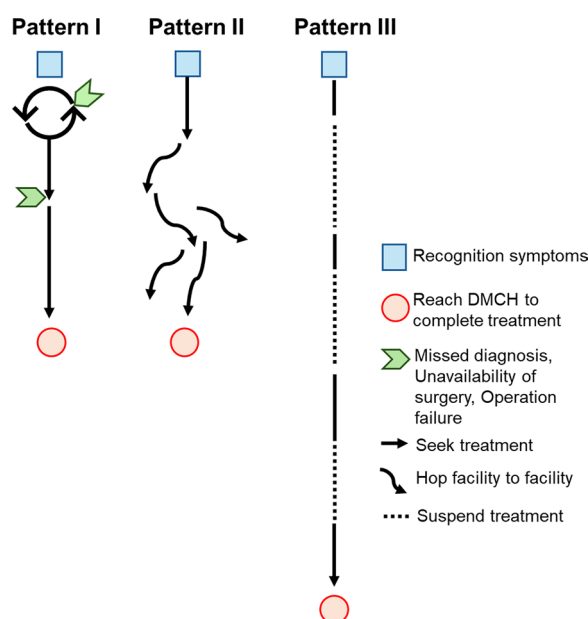 Pattern I
Pattern II
Pattern III
Recognition symptoms
Reach DMCH to
complete treatment
Missed diagnosis,
Unavailability of
surgery, Operation
failure
Seek treatment
Hop facility to facility
Suspend treatment